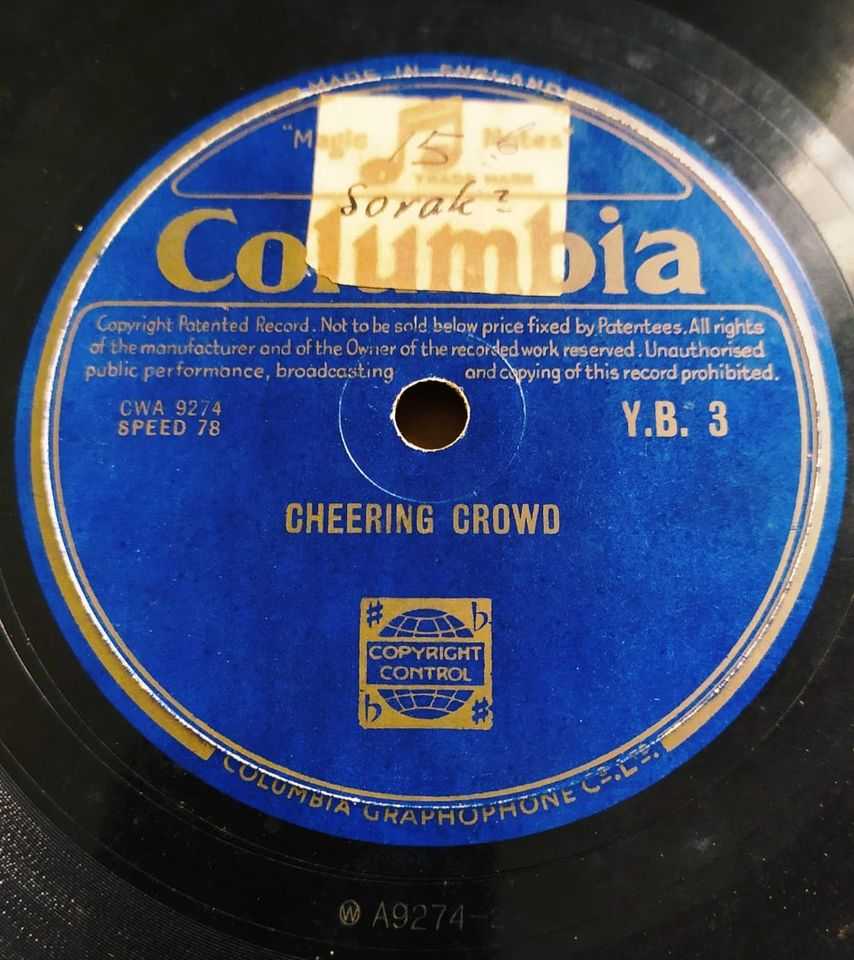 MADE IN ENGLAND
"Magic Notes"
15
TRADE MARK
Sorak?
Columbia
Copyright Patented Record. Not to be sold below price fixed by Patentees. All rights
of the manufacturer and of the Owner of the recorded work reserved. Unauthorised
public performance, broadcasting and copying of this record prohibited.
CWA 9274
SPEED 78
Y.B. 3
CHEERING CROWD
♯ ♭
COPYRIGHT
CONTROL
♭ ♯
COLUMBIA GRAPHOPHONE Co. LTD.
Ⓦ A9274-2